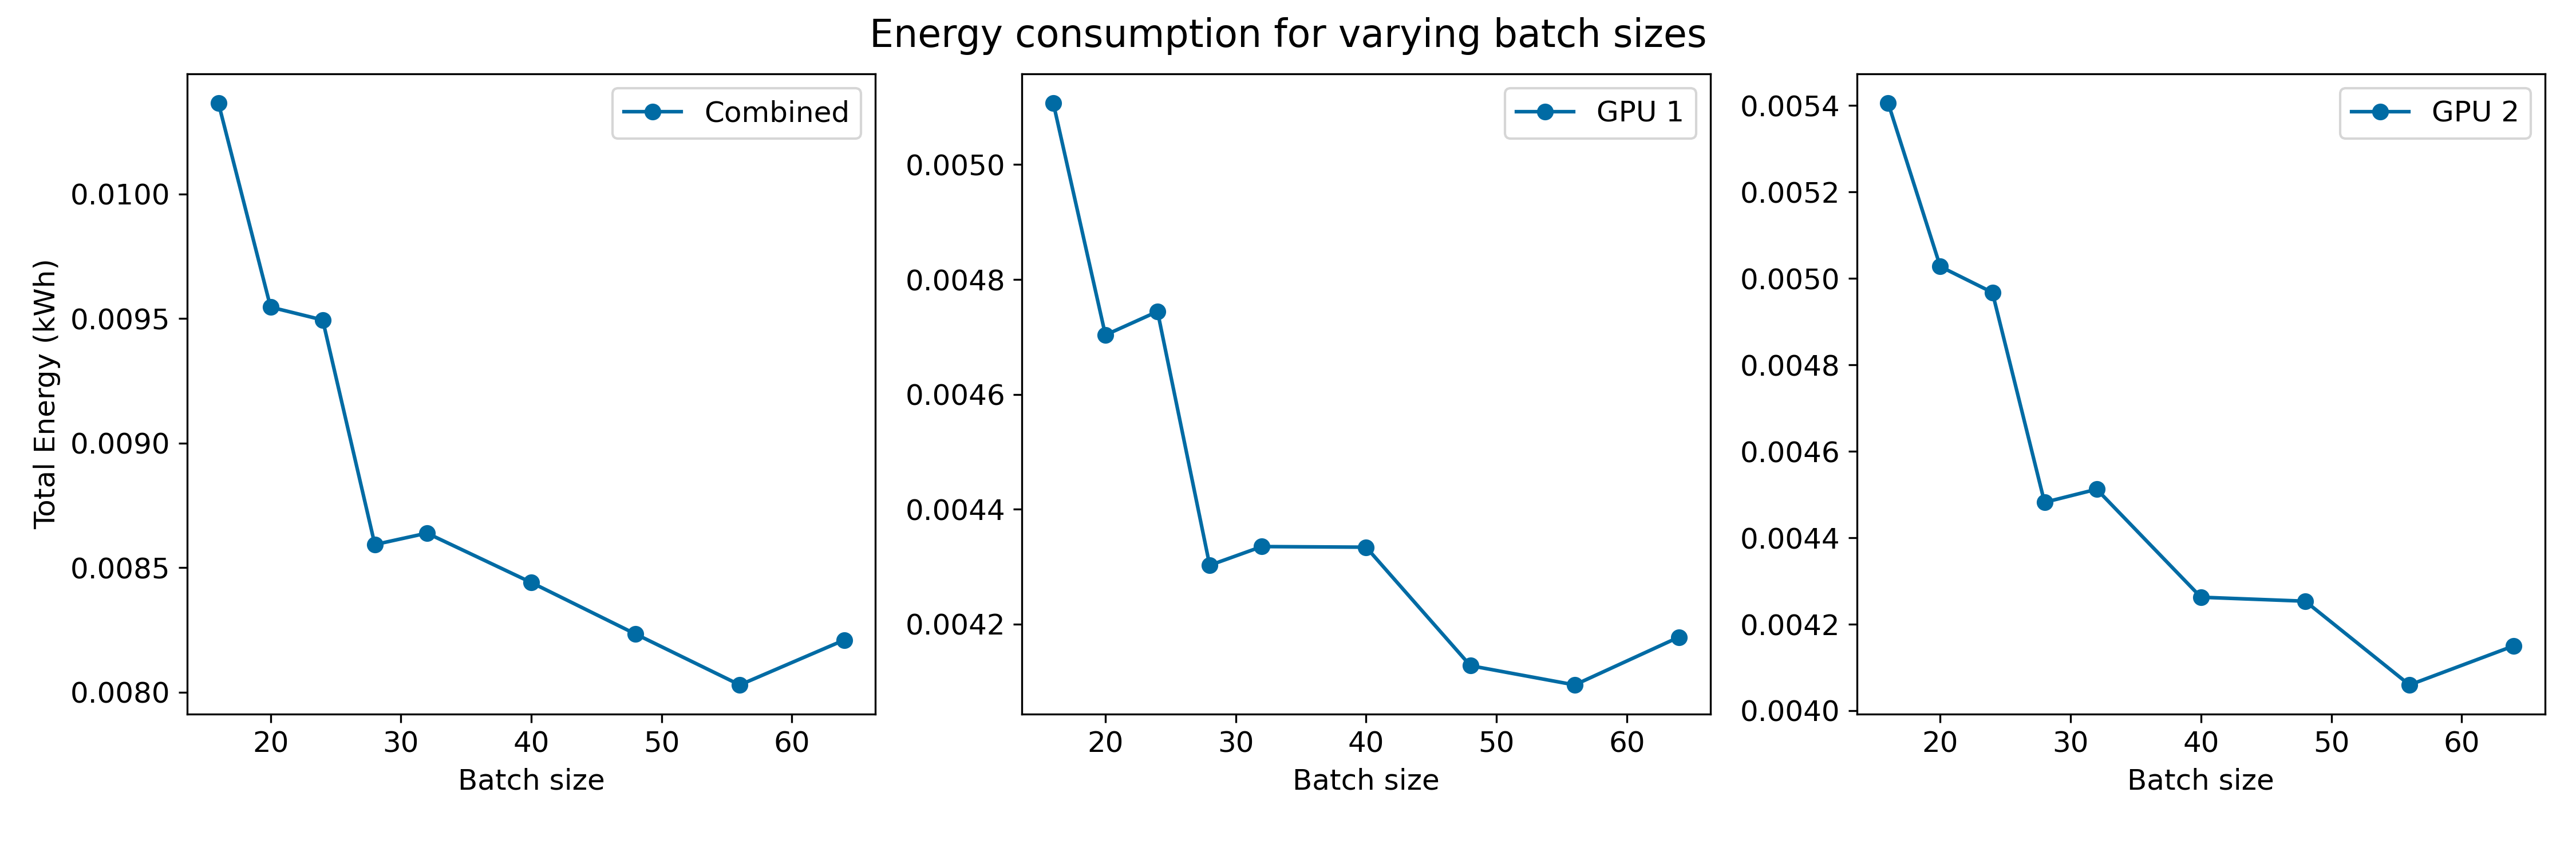 Energy consumption for varying batch sizes
Total Energy (kWh)
0.0100
0.0095
0.0090
0.0085
0.0080
Combined
20 30 40 50 60
Batch size
0.0050
0.0048
0.0046
0.0044
0.0042
GPU 1
20 30 40 50 60
Batch size
0.0054
0.0052
0.0050
0.0048
0.0046
0.0044
0.0042
0.0040
GPU 2
20 30 40 50 60
Batch size